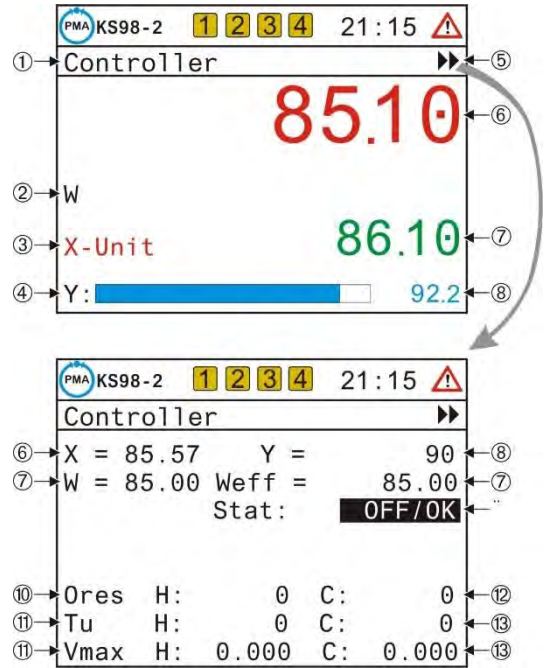 PMA KS98-2 1 2 3 4 21:15
① Controller ⑤
85.10 ⑥
② W
③ X-Unit 86.10 ⑦
④ Y: 92.2 ⑧
PMA KS98-2 1 2 3 4 21:15
Controller
⑥ X = 85.57 Y = 90 ⑧
⑦ W = 85.00 Weff = 85.00 ⑦
Stat: OFF/OK
⑩ Ores H: 0 C: 0 ⑫
⑪ Tu H: 0 C: 0 ⑬
⑪ Vmax H: 0.000 C: 0.000 ⑬